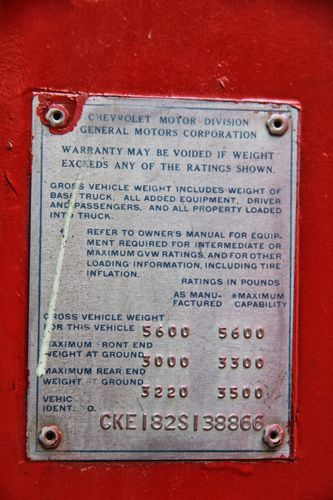 CHEVROLET MOTOR DIVISION
GENERAL MOTORS CORPORATION
WARRANTY MAY BE VOIDED IF WEIGHT
EXCEEDS ANY OF THE RATINGS SHOWN.
GROSS VEHICLE WEIGHT INCLUDES WEIGHT OF
BASE TRUCK, ALL ADDED EQUIPMENT, DRIVER
AND PASSENGERS, AND ALL PROPERTY LOADED
INTO TRUCK.
* REFER TO OWNER'S MANUAL FOR EQUIP-
MENT REQUIRED FOR INTERMEDIATE OR
MAXIMUM GVW RATINGS, AND FOR OTHER
LOADING INFORMATION, INCLUDING TIRE
INFLATION.
RATINGS IN POUNDS
AS MANU- *MAXIMUM
FACTURED CAPABILITY
GROSS VEHICLE WEIGHT
FOR THIS VEHICLE 5600 5600
MAXIMUM FRONT END
WEIGHT AT GROUND 3000 3300
MAXIMUM REAR END
WEIGHT AT GROUND 3220 3500
VEHIC
IDENT. O.
CKE182S138866